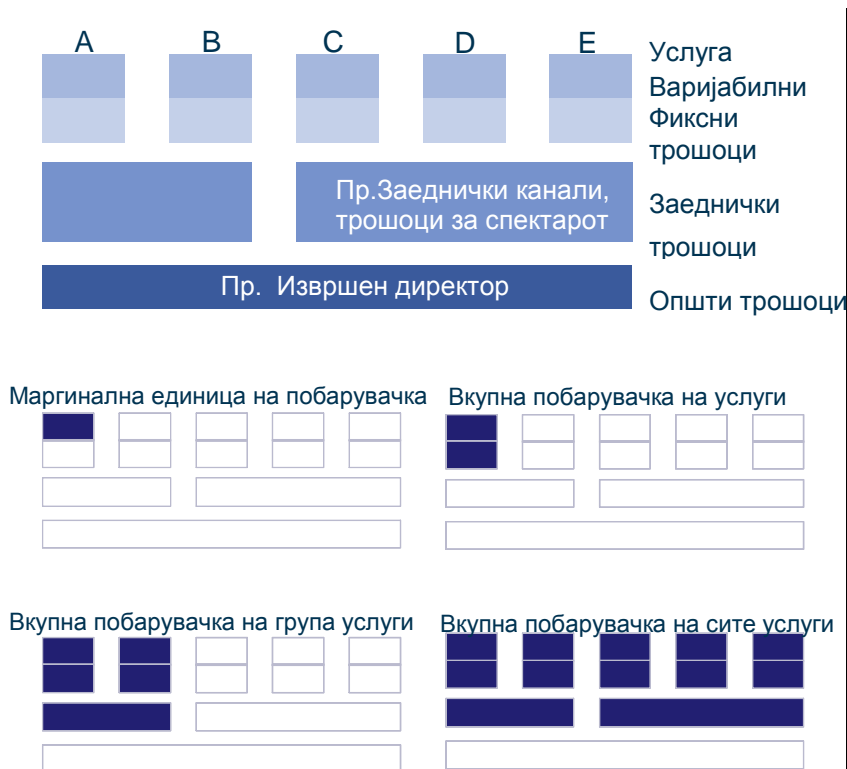 A B C D E
Услуга
Варијабилни
Фиксни
трошоци
Пр.Заеднички канали,
трошоци за спектарот
Заеднички
трошоци
Пр. Извршен директор
Општи трошоци
Маргинална единица на побарувачка
Вкупна побарувачка на услуги
Вкупна побарувачка на група услуги
Вкупна побарувачка на сите услуги